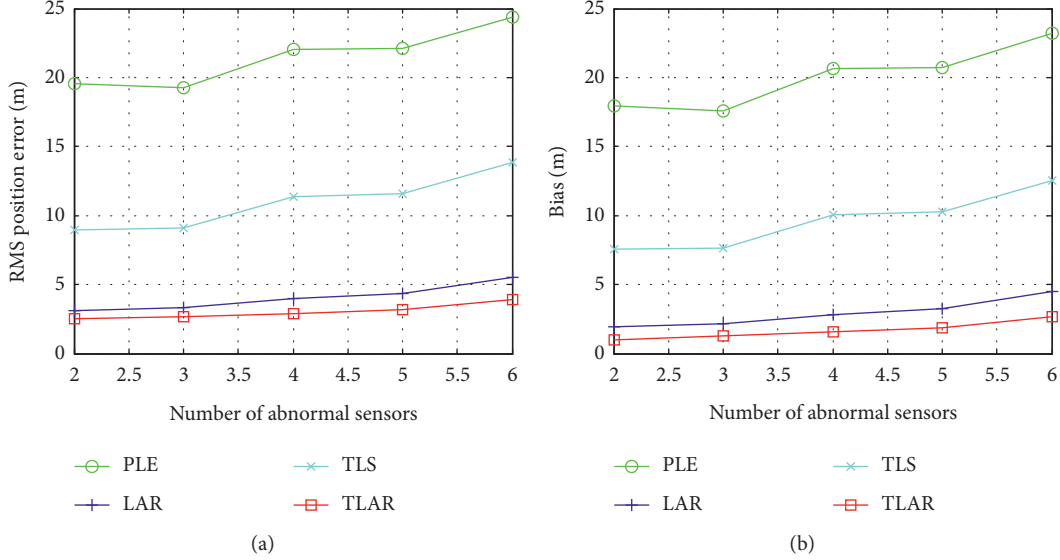 25
20
15
10
5
0
RMS position error (m)
2 2.5 3 3.5 4 4.5 5 5.5 6
Number of abnormal sensors
PLE
TLS
LAR
TLAR
(a)
25
20
15
10
5
0
Bias (m)
2 2.5 3 3.5 4 4.5 5 5.5 6
Number of abnormal sensors
PLE
TLS
LAR
TLAR
(b)